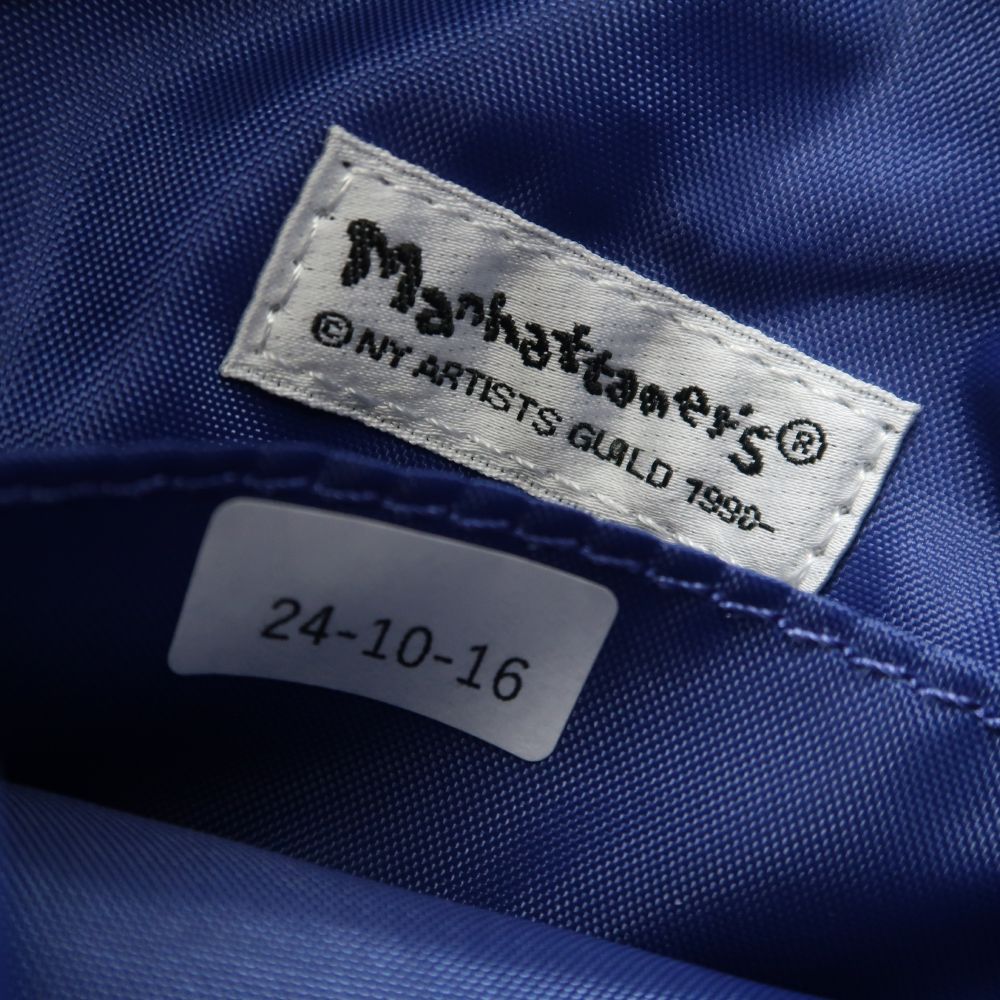 Manhattaner's®
©NY ARTISTS GUILD 1990-
24-10-16